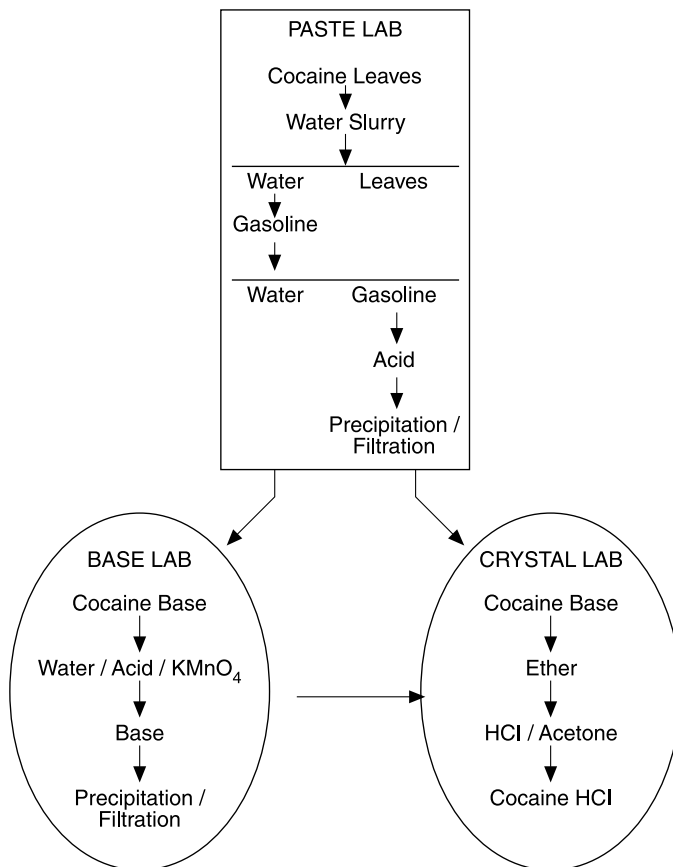 PASTE LAB
Cocaine Leaves
Water Slurry
Water Leaves
Gasoline
Water Gasoline
Acid
Precipitation /
Filtration
BASE LAB
Cocaine Base
Water / Acid / KMnO4
Base
Precipitation /
Filtration
CRYSTAL LAB
Cocaine Base
Ether
HCl / Acetone
Cocaine HCl